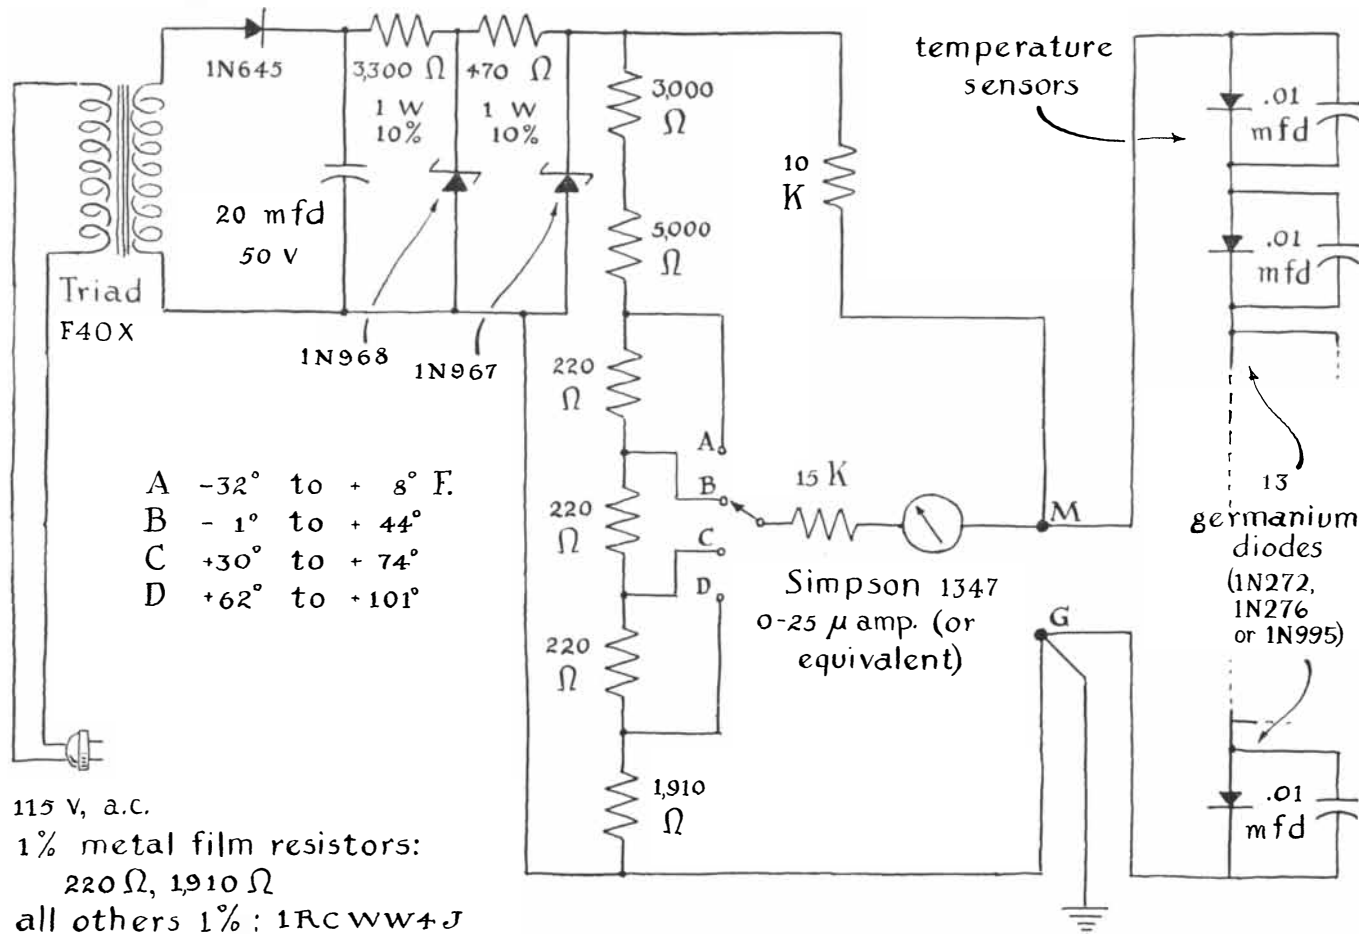 1N645
3,300 Ω
1 W
10%
470 Ω
1 W
10%
3,000
Ω
temperature
sensors
.01
mfd
10
K
20 mfd
50 V
5,000
Ω
.01
mfd
Triad
F40X
1N968
1N967
220
Ω
A -32° to + 8° F.
B - 1° to + 44°
C +30° to + 74°
D +62° to +101°
A
B
C
D
220
Ω
15 K
M
13
germanium
diodes
(1N272,
1N276
or 1N995)
Simpson 1347
0-25 μ amp. (or
equivalent)
G
220
Ω
1,910
Ω
.01
mfd
115 V, a.c.
1% metal film resistors:
220 Ω, 1,910 Ω
all others 1% : 1RC WW4J